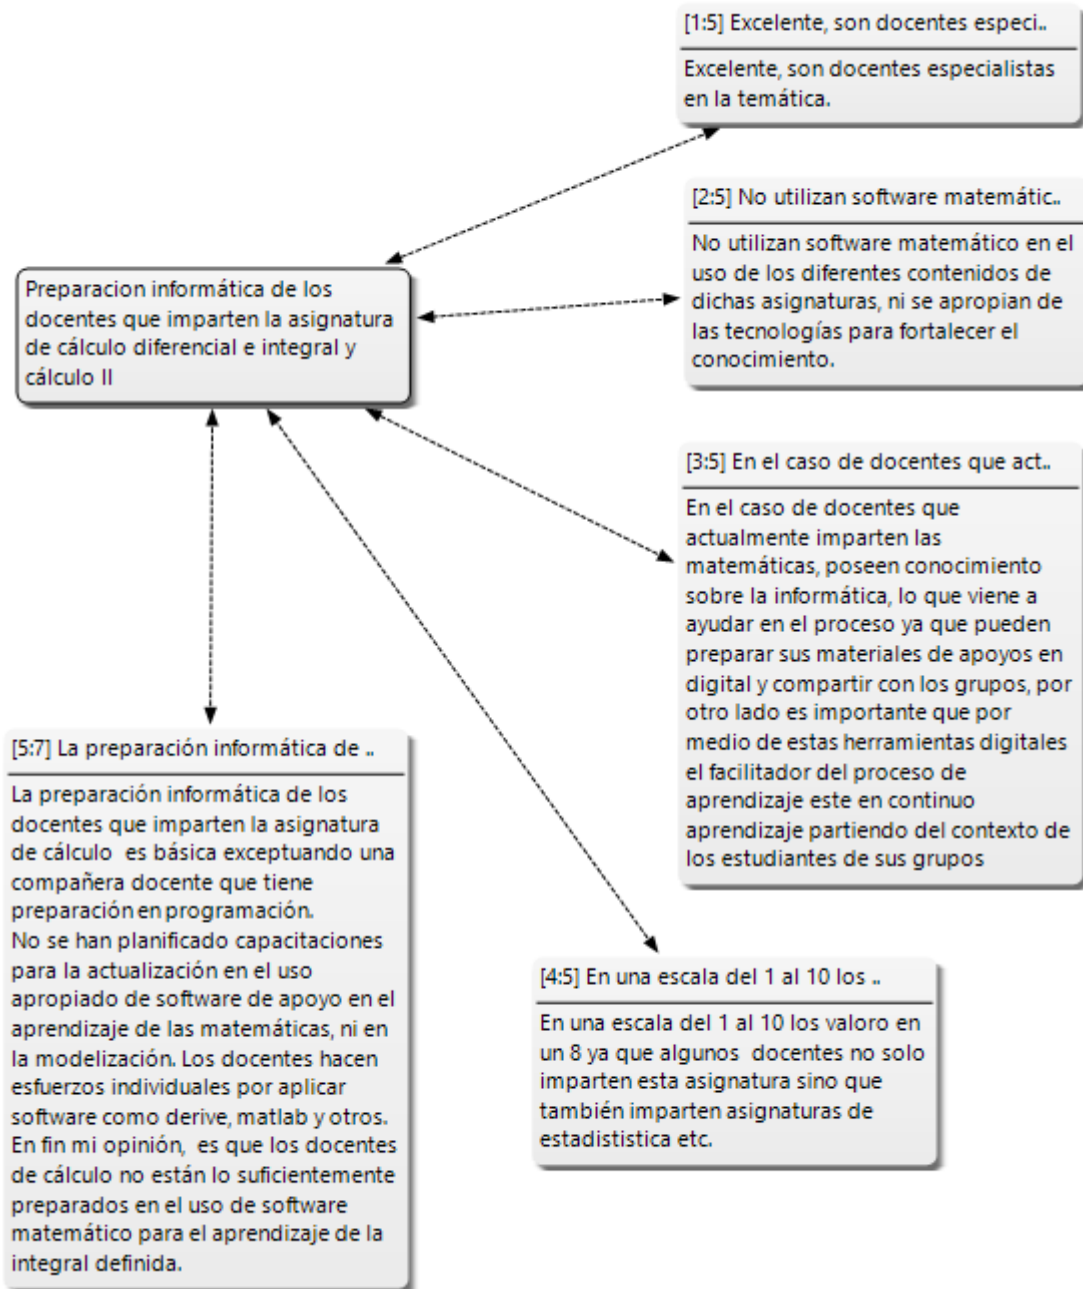 [1:5] Excelente, son docentes especi..
Excelente, son docentes especialistas
en la temática.
[2:5] No utilizan software matemátic..
No utilizan software matemático en el
uso de los diferentes contenidos de
dichas asignaturas, ni se apropian de
las tecnologías para fortalecer el
conocimiento.
Preparacion informática de los
docentes que imparten la asignatura
de cálculo diferencial e integral y
cálculo II
[3:5] En el caso de docentes que act..
En el caso de docentes que
actualmente imparten las
matemáticas, poseen conocimiento
sobre la informática, lo que viene a
ayudar en el proceso ya que pueden
preparar sus materiales de apoyos en
digital y compartir con los grupos, por
otro lado es importante que por
medio de estas herramientas digitales
el facilitador del proceso de
aprendizaje este en continuo
aprendizaje partiendo del contexto de
los estudiantes de sus grupos
[5:7] La preparación informática de ..
La preparación informática de los
docentes que imparten la asignatura
de cálculo es básica exceptuando una
compañera docente que tiene
preparación en programación.
No se han planificado capacitaciones
para la actualización en el uso
apropiado de software de apoyo en el
aprendizaje de las matemáticas, ni en
la modelización. Los docentes hacen
esfuerzos individuales por aplicar
software como derive, matlab y otros.
En fin mi opinión, es que los docentes
de cálculo no están lo suficientemente
preparados en el uso de software
matemático para el aprendizaje de la
integral definida.
[4:5] En una escala del 1 al 10 los ..
En una escala del 1 al 10 los valoro en
un 8 ya que algunos docentes no solo
imparten esta asignatura sino que
también imparten asignaturas de
estadististica etc.